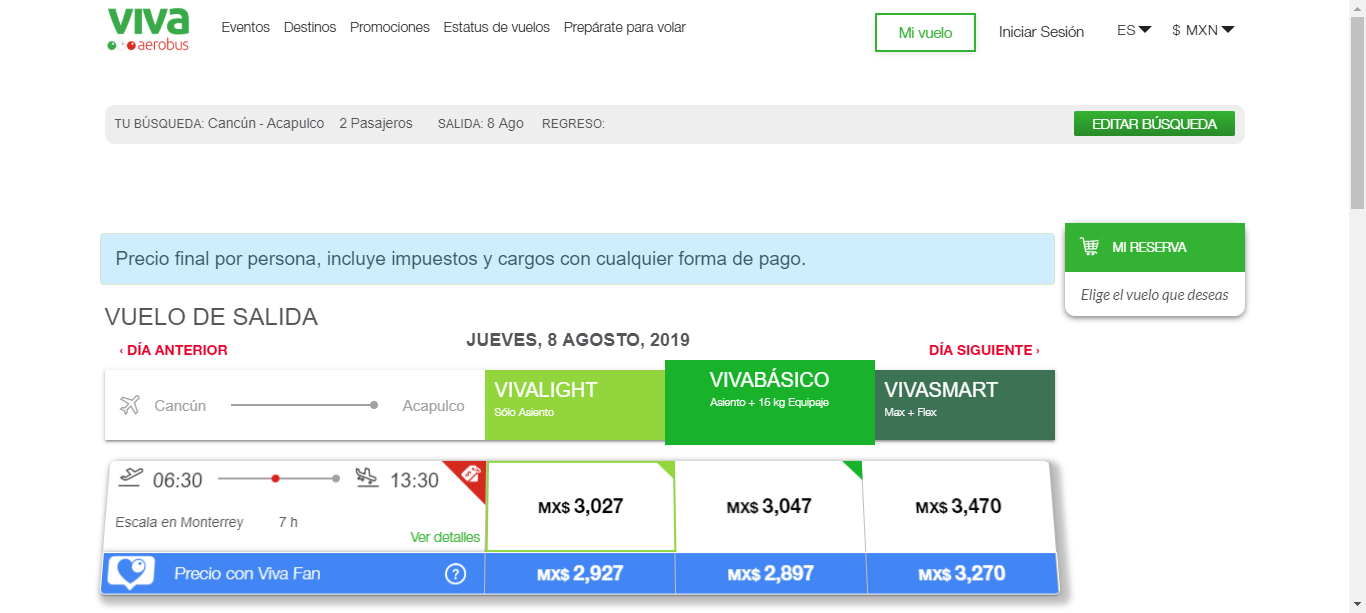 viva
aerobus
Eventos Destinos Promociones Estatus de vuelos Prepárate para volar
Mi vuelo
Iniciar Sesión
ES
$ MXN
TU BÚSQUEDA: Cancún - Acapulco 2 Pasajeros SALIDA: 8 Ago REGRESO:
EDITAR BÚSQUEDA
MI RESERVA
Elige el vuelo que deseas
Precio final por persona, incluye impuestos y cargos con cualquier forma de pago.
VUELO DE SALIDA
JUEVES, 8 AGOSTO, 2019
‹ DÍA ANTERIOR
DÍA SIGUIENTE ›
Cancún Acapulco
VIVALIGHT
Sólo Asiento
VIVABÁSICO
Asiento + 15 kg Equipaje
VIVASMART
Max + Flex
06:30 13:30
Escala en Monterrey 7 h
Ver detalles
MX$ 3,027
MX$ 3,047
MX$ 3,470
Precio con Viva Fan ?
MX$ 2,927
MX$ 2,897
MX$ 3,270